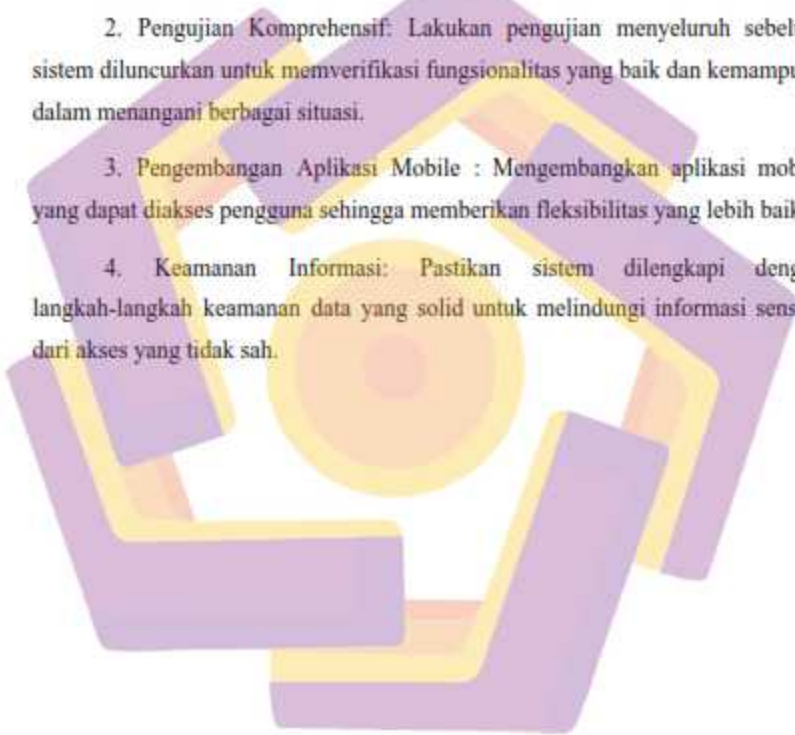 2. Pengujian Komprehensif: Lakukan pengujian menyeluruh sebel
sistem diluncurkan untuk memverifikasi fungsionalitas yang baik dan kemampu
dalam menangani berbagai situasi.
3. Pengembangan Aplikasi Mobile : Mengembangkan aplikasi mob
yang dapat diakses pengguna sehingga memberikan fleksibilitas yang lebih baik
4. Keamanan Informasi: Pastikan sistem dilengkapi deng
langkah-langkah keamanan data yang solid untuk melindungi informasi sens
dari akses yang tidak sah.